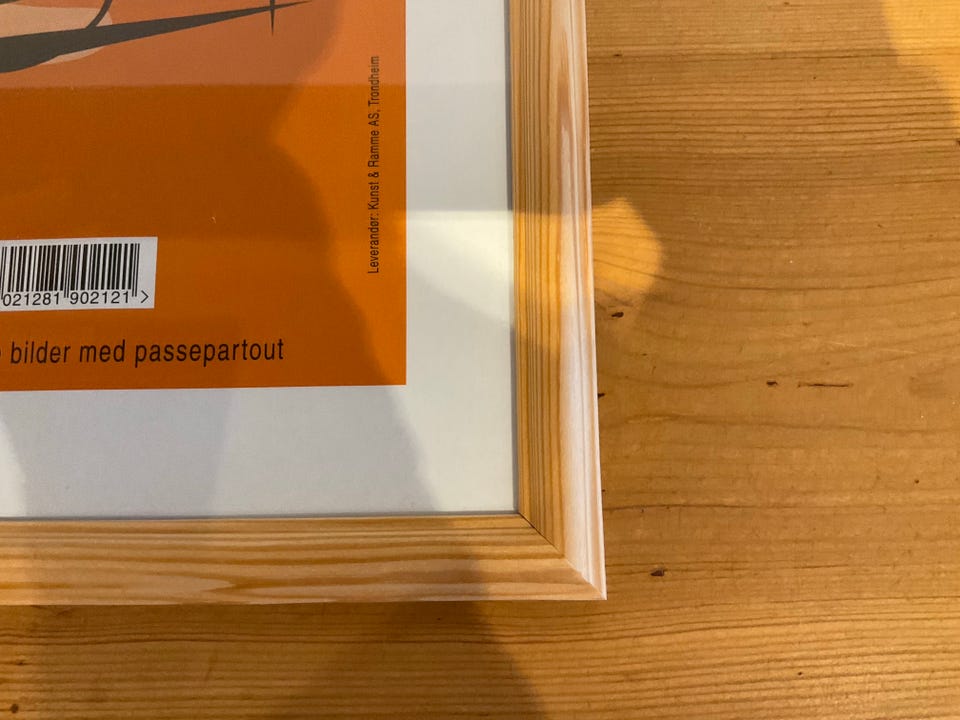 Leverandør: Kunst & Ramme AS, Trondheim
021281 902121 >
bilder med passepartout